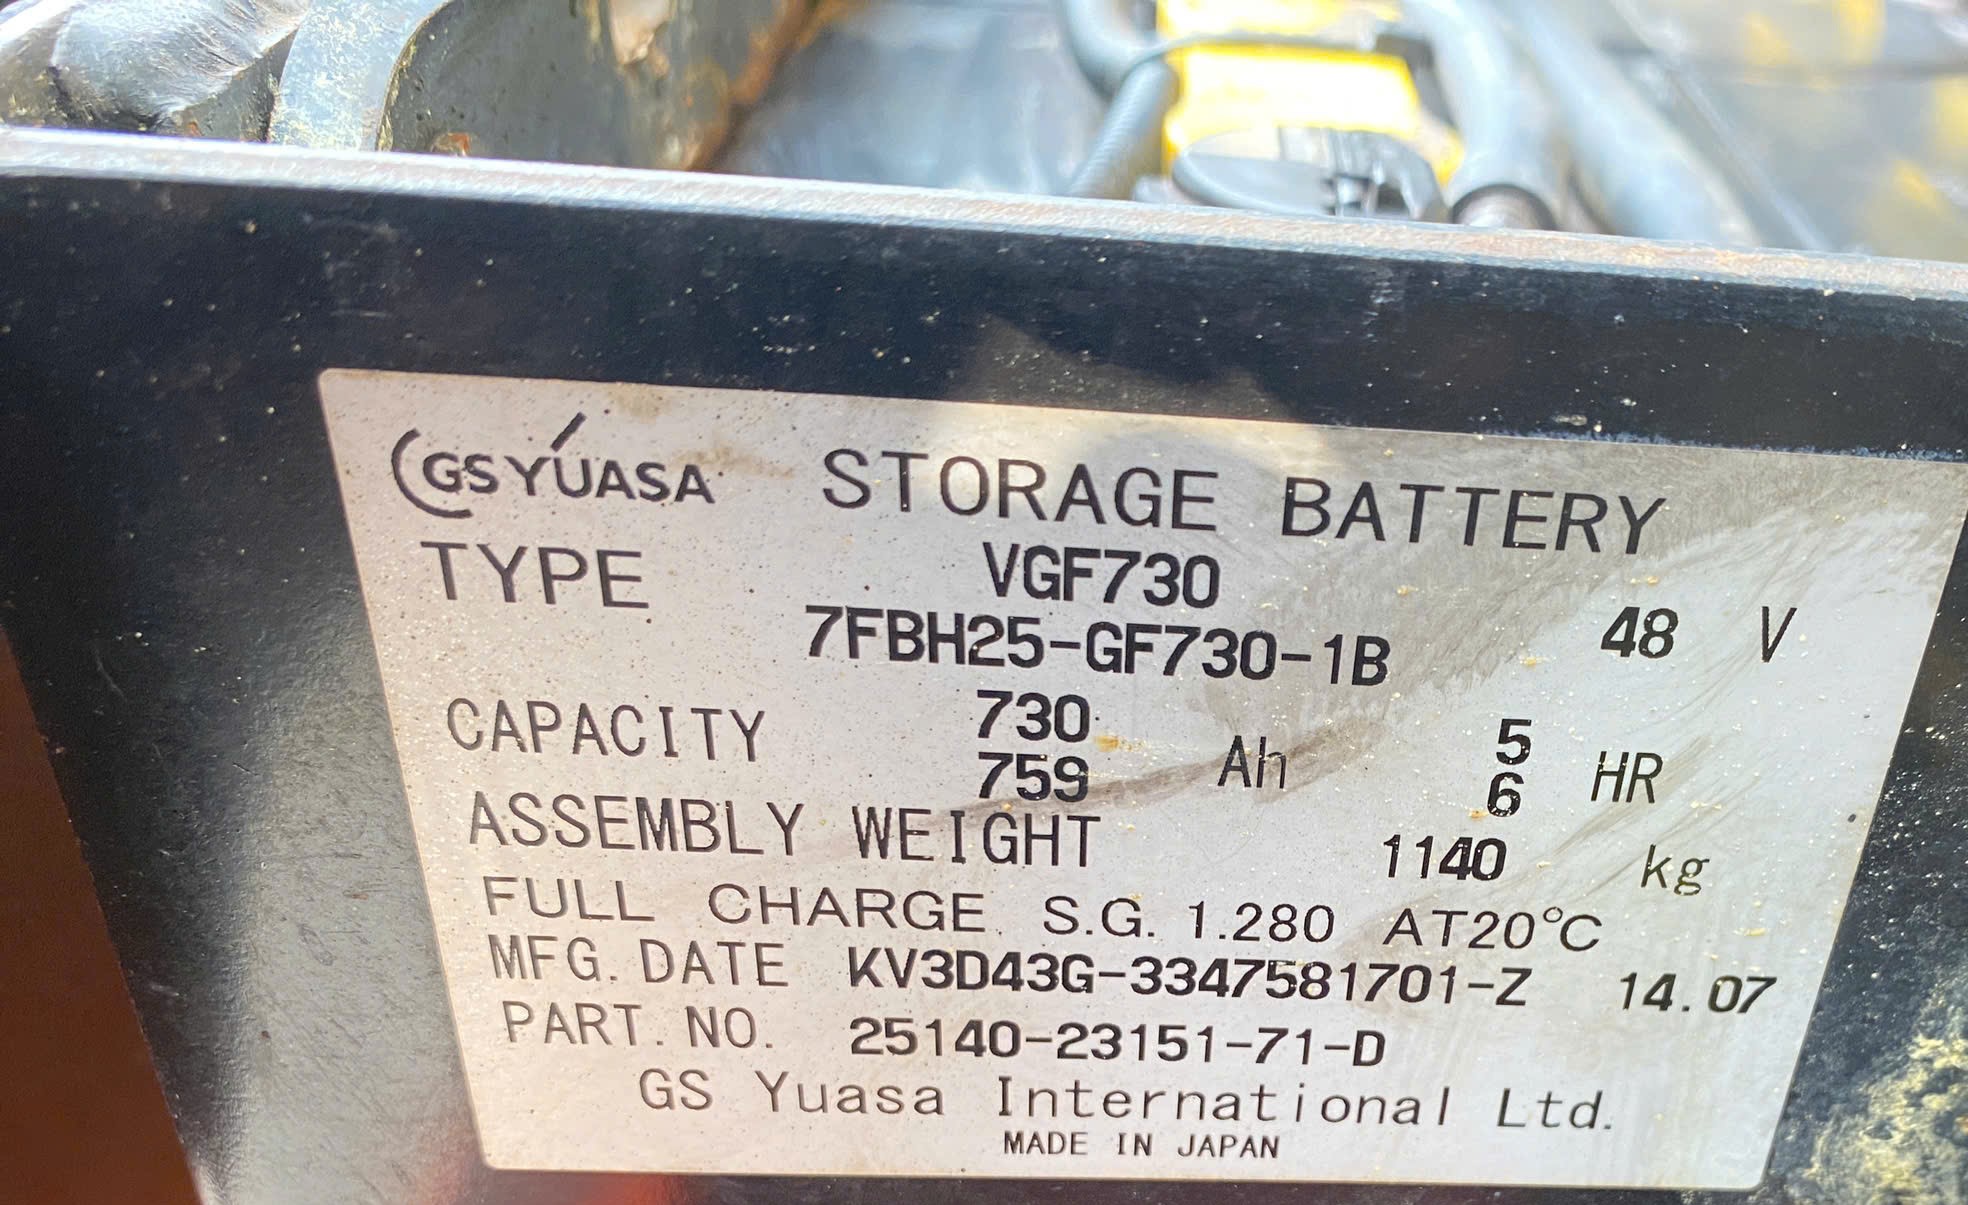 GS YUASA STORAGE BATTERY
TYPE VGF730
7FBH25-GF730-1B 48 V
CAPACITY 730 Ah 5 HR
759 6
ASSEMBLY WEIGHT 1140 kg
FULL CHARGE. S.G. 1.280 AT20°C
MFG. DATE KV3D43G-3347581701-Z 14.07
PART. NO. 25140-23151-71-D
GS Yuasa International Ltd.
MADE IN JAPAN